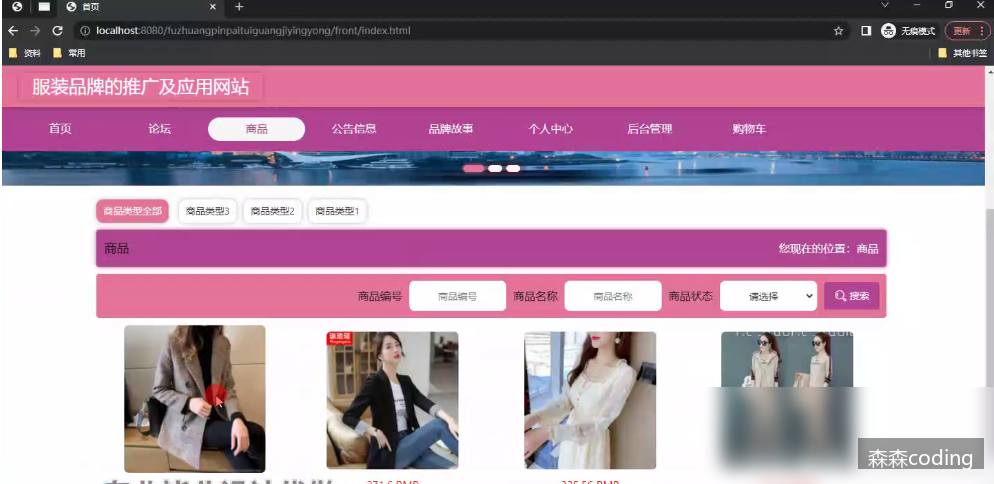 首页
localhost:8080/fuzhuangpinpaituiguangjiyingyong/front/index.html
无痕模式
更新
资料
常用
其他书签
服装品牌的推广及应用网站
首页 论坛 商品 公告信息 品牌故事 个人中心 后台管理 购物车
商品类型全部 商品类型3 商品类型2 商品类型1
商品 您现在的位置：商品
商品编号 商品编号 商品名称 商品名称 商品状态 请选择 搜索
森森coding